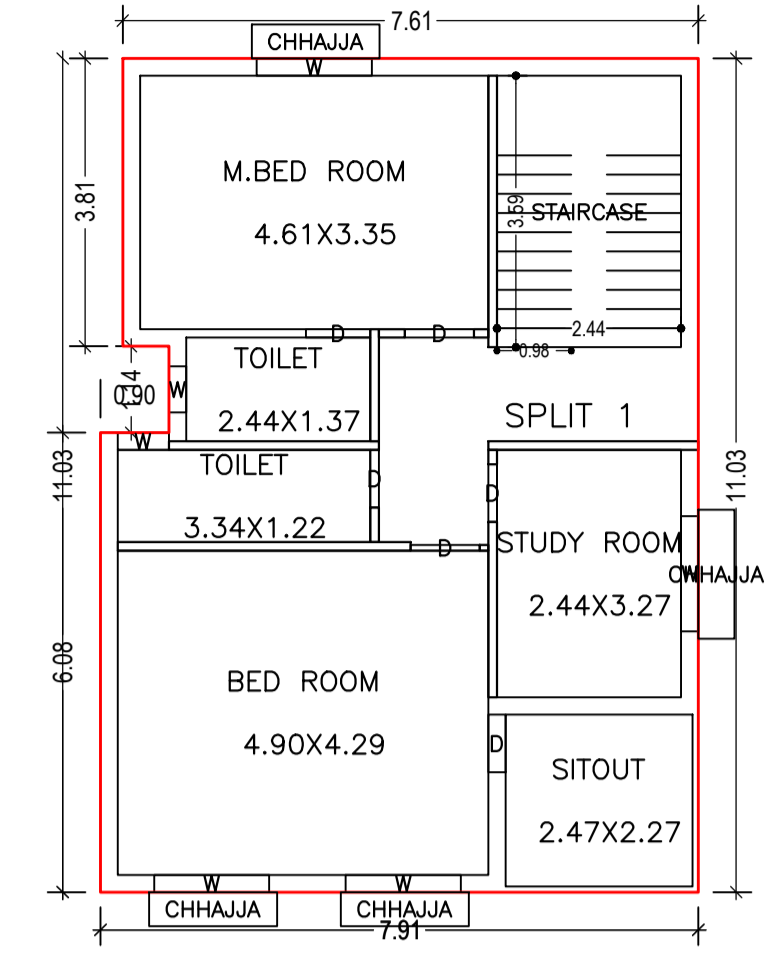 7.61
CHHAJJA
W
M.BED ROOM
4.61X3.35
3.81
3.59
STAIRCASE
2.44
0.98
D
D
TOILET
2.44X1.37
W
1.14
0.90
SPLIT 1
W
TOILET
3.34X1.22
D
D
11.03
11.03
STUDY ROOM
2.44X3.27
W
CHHAJJA
D
6.08
BED ROOM
4.90X4.29
D
SITOUT
2.47X2.27
W
W
CHHAJJA
CHHAJJA
7.91